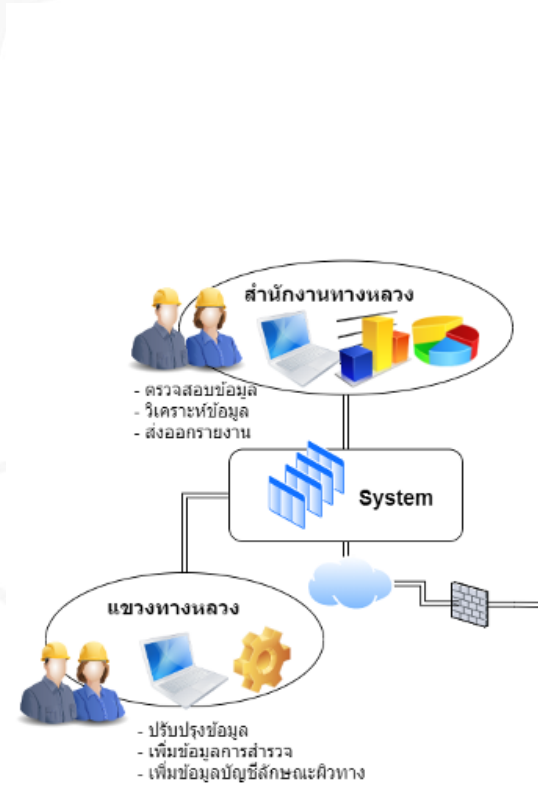 สำนักงานทางหลวง
- ตรวจสอบข้อมูล
- วิเคราะห์ข้อมูล
- ส่งออกรายงาน
System
แขวงทางหลวง
- ปรับปรุงข้อมูล
- เพิ่มข้อมูลการสำรวจ
- เพิ่มข้อมูลบัญชีลักษณะผิวทาง